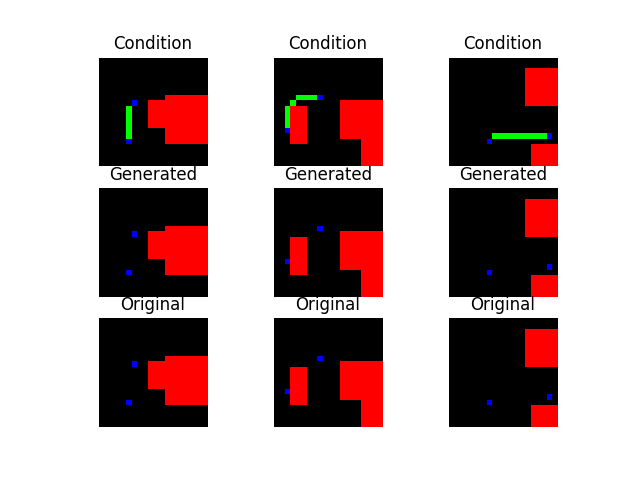 Condition Condition Condition
Generated Generated Generated
Original Original Original